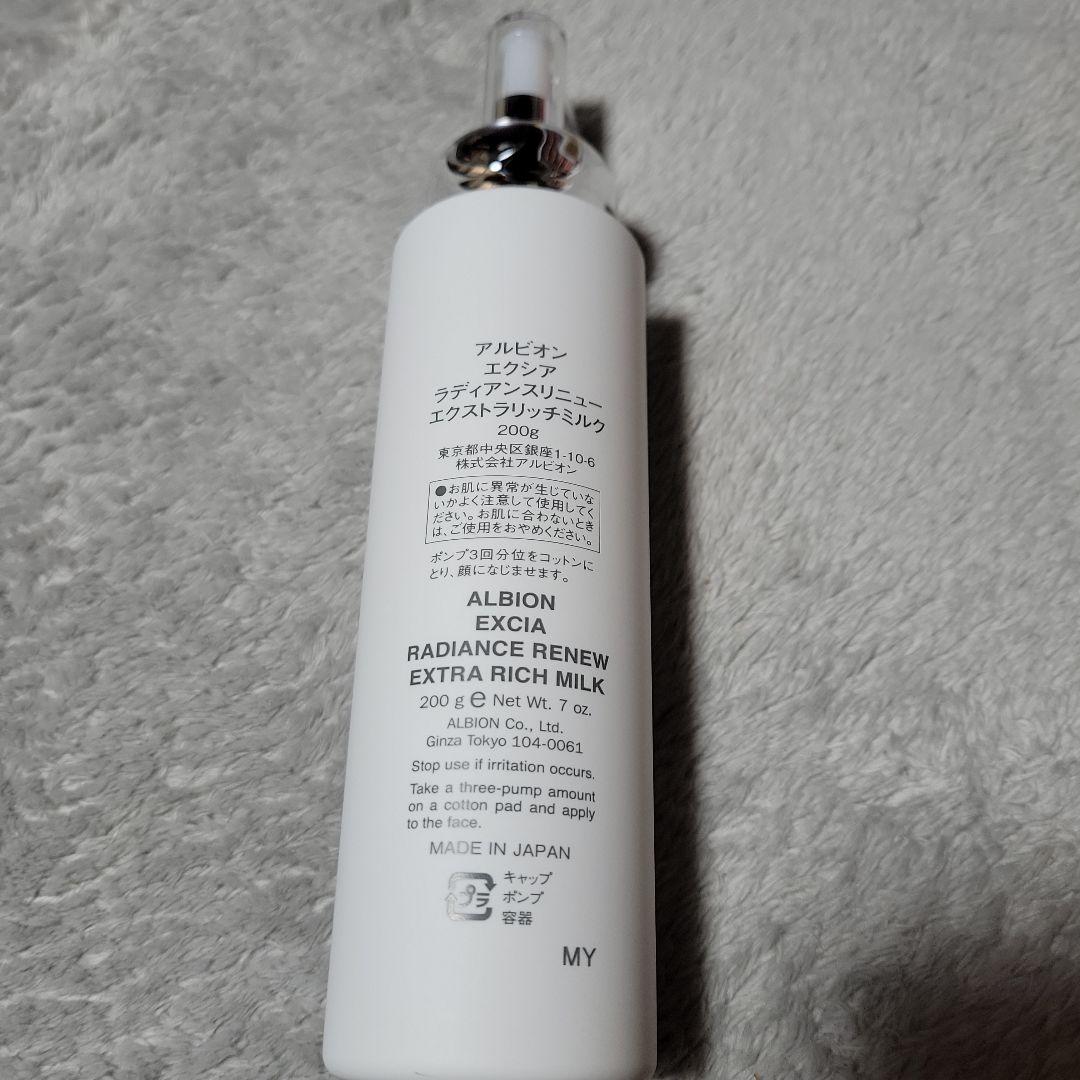 アルビオン
エクシア
ラディアンスリニュー
エクストラリッチミルク
200g
東京都中央区銀座1-10-6
株式会社アルビオン
●お肌に異常が生じていな
いかよく注意して使用してく
ださい。お肌に合わないとき
は、ご使用をおやめください。
ポンプ3回分位をコットンに
とり、顔になじませます。
ALBION
EXCIA
RADIANCE RENEW
EXTRA RICH MILK
200 g ℮ Net Wt. 7 oz.
ALBION Co., Ltd.
Ginza Tokyo 104-0061
Stop use if irritation occurs.
Take a three-pump amount
on a cotton pad and apply
to the face.
MADE IN JAPAN
プラ
キャップ
ポンプ
容器
MY